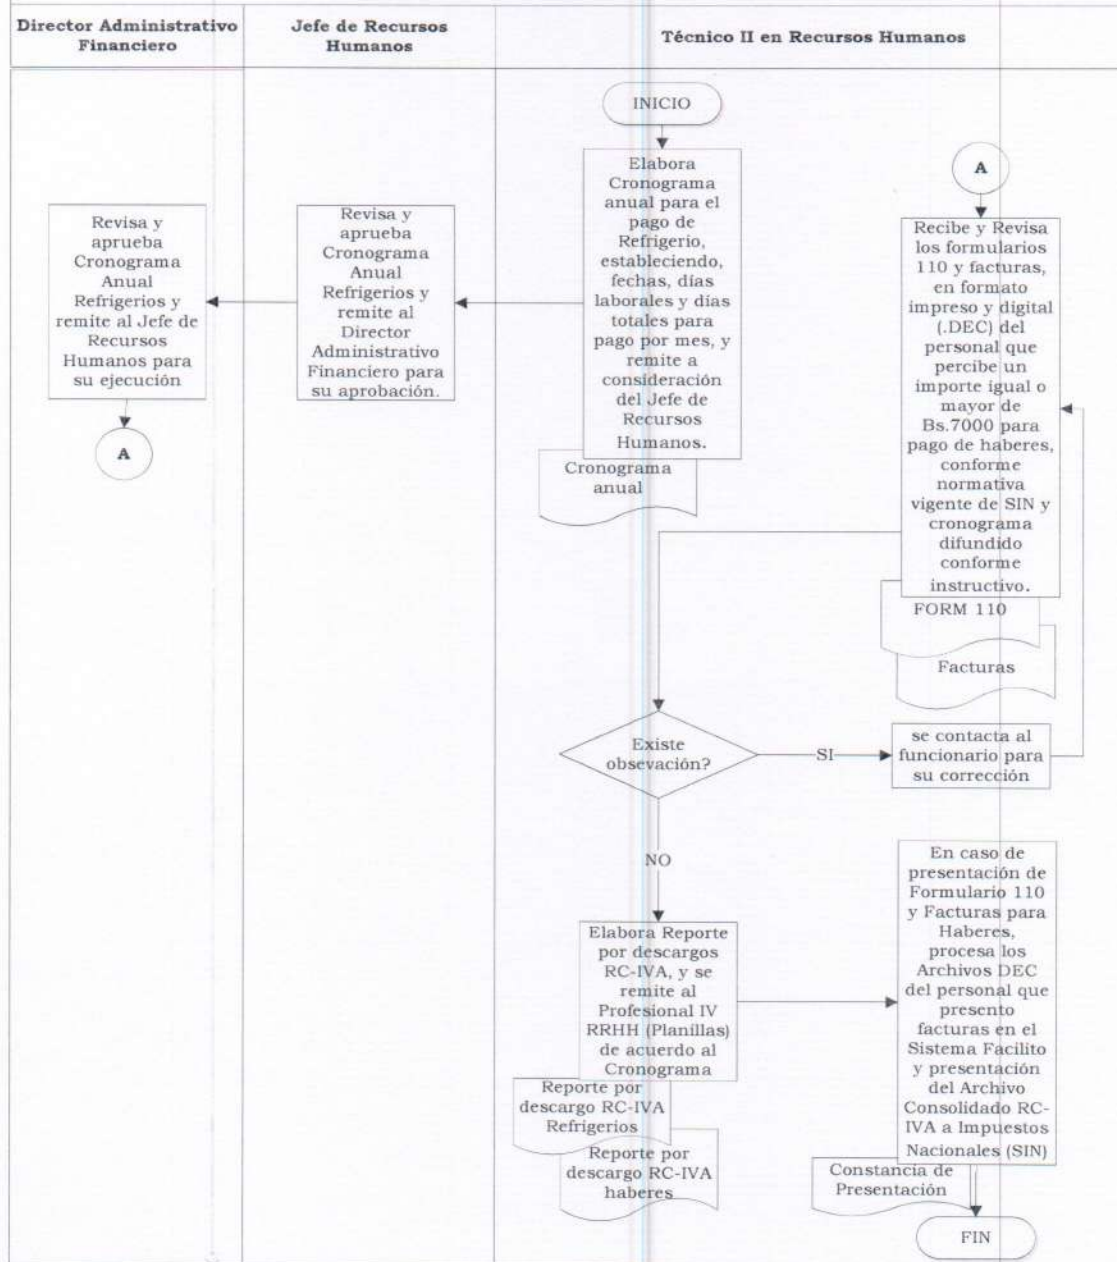 Director Administrativo
Financiero
Jefe de Recursos
Humanos
Técnico II en Recursos Humanos
INICIO
Elabora
Cronograma
anual para el
pago de
Refrigerio,
estableciendo,
fechas, días
laborales y días
totales para
pago por mes, y
remite a
consideración
del Jefe de
Recursos
Humanos.
Cronograma
anual
Revisa y
aprueba
Cronograma
Anual
Refrigerios y
remite al
Director
Administrativo
Financiero para
su aprobación.
Revisa y
aprueba
Cronograma
Anual
Refrigerios y
remite al Jefe de
Recursos
Humanos para
su ejecución
A
A
Recibe y Revisa
los formularios
110 y facturas,
en formato
impreso y digital
(.DEC) del
personal que
percibe un
importe igual o
mayor de
Bs.7000 para
pago de haberes,
conforme
normativa
vigente de SIN y
cronograma
difundido
conforme
instructivo.
FORM 110
Facturas
Existe
obsevación?
SI
se contacta al
funcionario para
su corrección
NO
Elabora Reporte
por descargos
RC-IVA, y se
remite al
Profesional IV
RRHH (Planillas)
de acuerdo al
Cronograma
Reporte por
descargo RC-IVA
Refrigerios
Reporte por
descargo RC-IVA
haberes
En caso de
presentación de
Formulario 110
y Facturas para
Haberes,
procesa los
Archivos DEC
del personal que
presento
facturas en el
Sistema Facilito
y presentación
del Archivo
Consolidado RC-
IVA a Impuestos
Nacionales (SIN)
Constancia de
Presentación
FIN